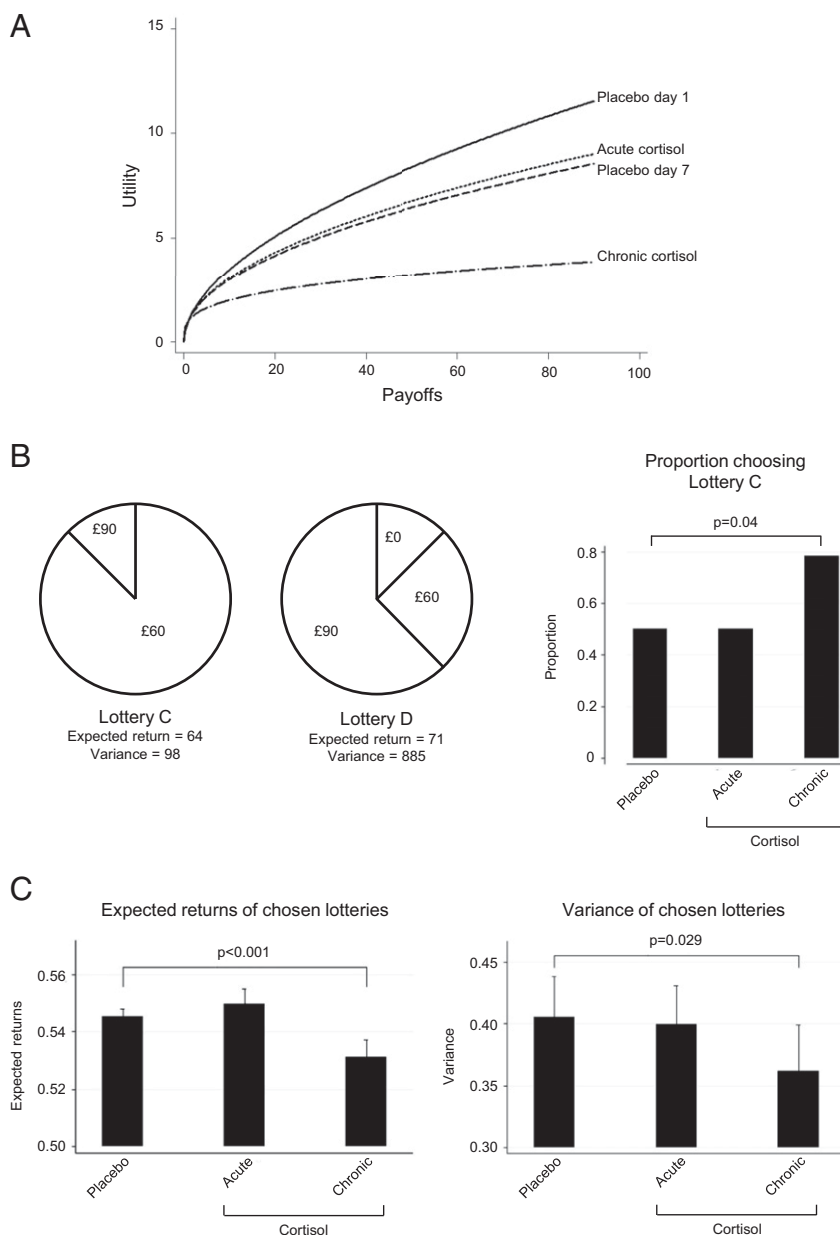 A
15
10
5
0
Utility
Placebo day 1
Acute cortisol
Placebo day 7
Chronic cortisol
0 20 40 60 80 100
Payoffs
B
£90
£60
Lottery C
Expected return = 64
Variance = 98
£0
£60
£90
Lottery D
Expected return = 71
Variance = 885
Proportion choosing
Lottery C
p=0.04
0.8
0.6
0.4
0.2
0
Proportion
Placebo
Acute
Chronic
Cortisol
C
Expected returns of chosen lotteries
p<0.001
0.56
0.54
0.52
0.50
Expected returns
Placebo
Acute
Chronic
Cortisol
Variance of chosen lotteries
p=0.029
0.45
0.40
0.35
0.30
Variance
Placebo
Acute
Chronic
Cortisol